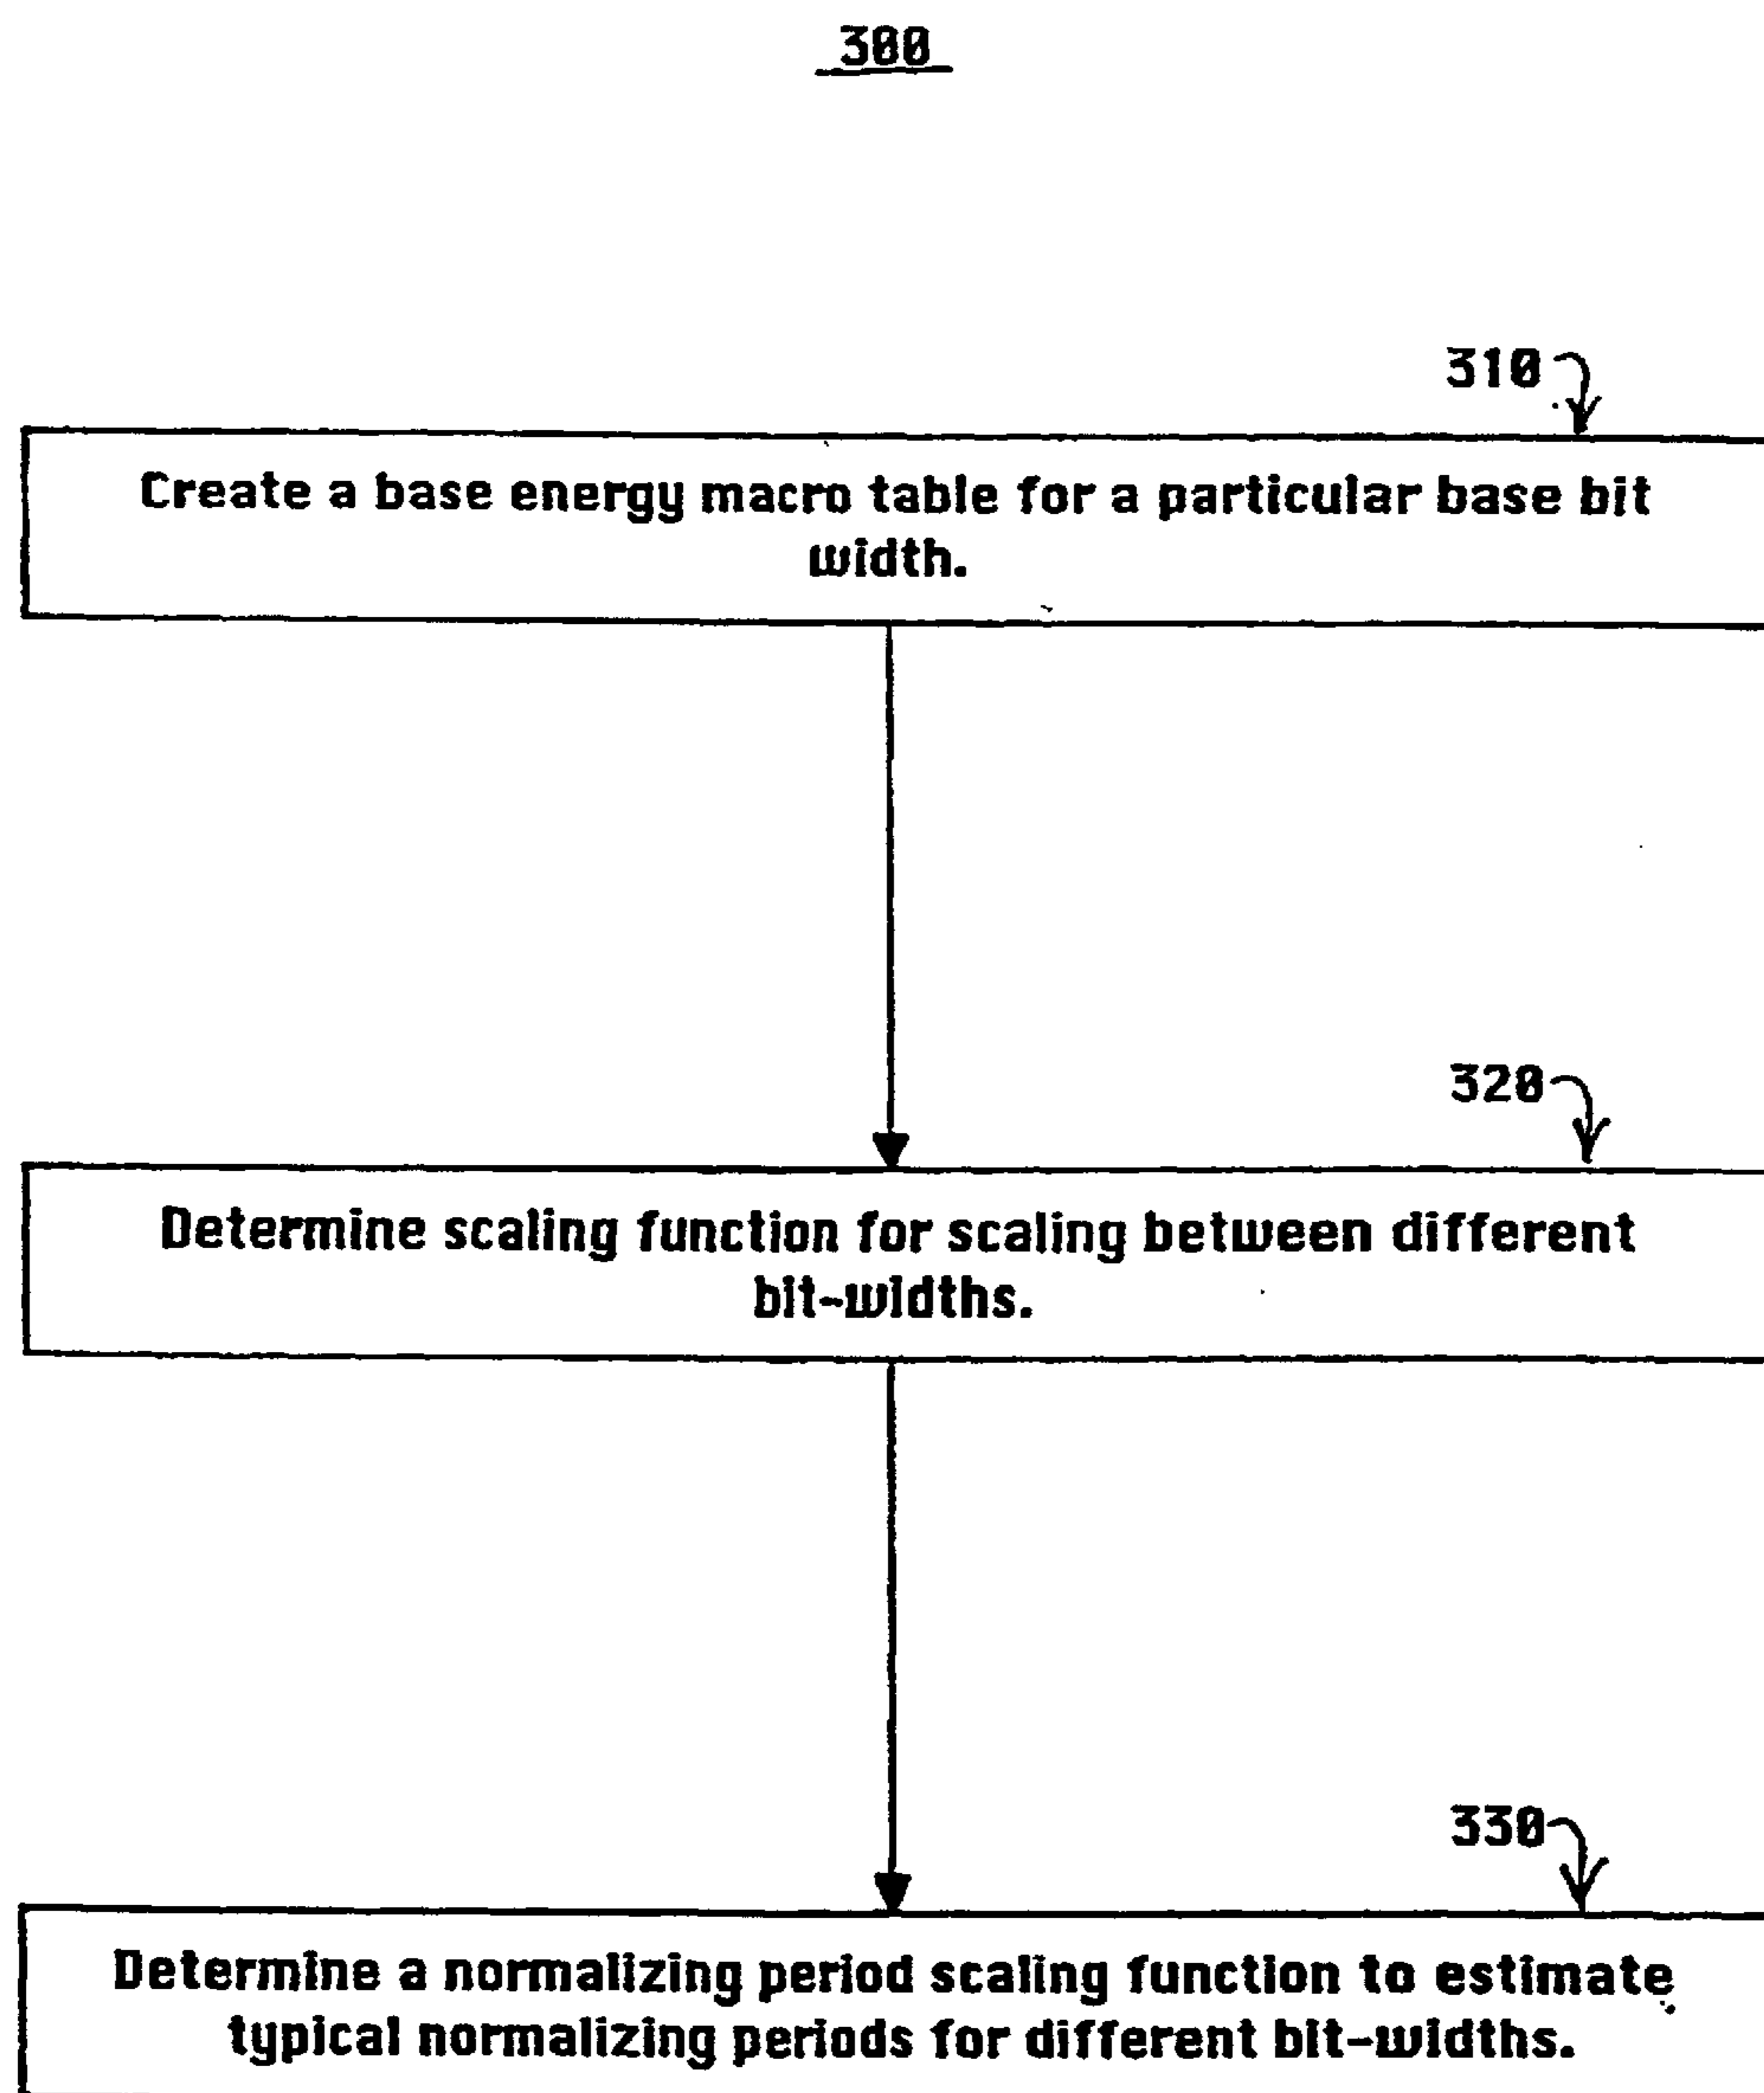 300
310
Create a base energy macro table for a particular base bit
width.
320
Determine scaling function for scaling between different
bit-widths.
330
Determine a normalizing period scaling function to estimate
typical normalizing periods for different bit-widths.